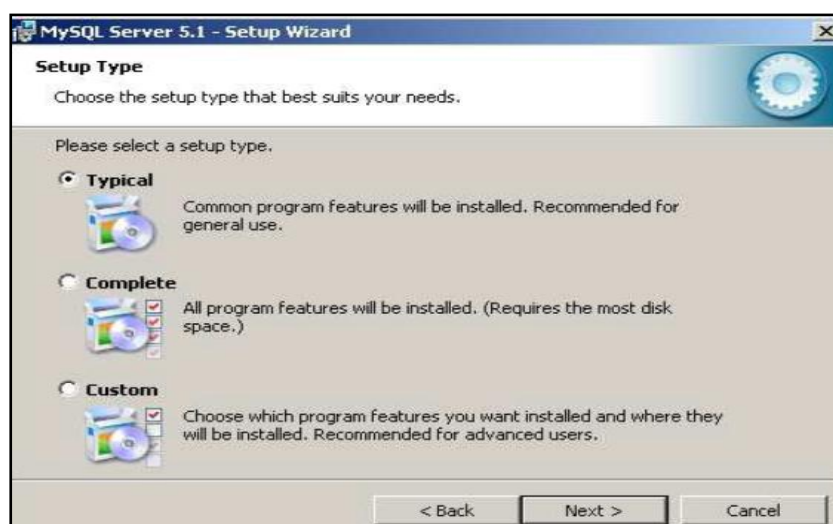 MySQL Server 5.1 - Setup Wizard
Setup Type
Choose the setup type that best suits your needs.
Please select a setup type.
Typical
Common program features will be installed. Recommended for
general use.
Complete
All program features will be installed. (Requires the most disk
space.)
Custom
Choose which program features you want installed and where they
will be installed. Recommended for advanced users.
< Back
Next >
Cancel